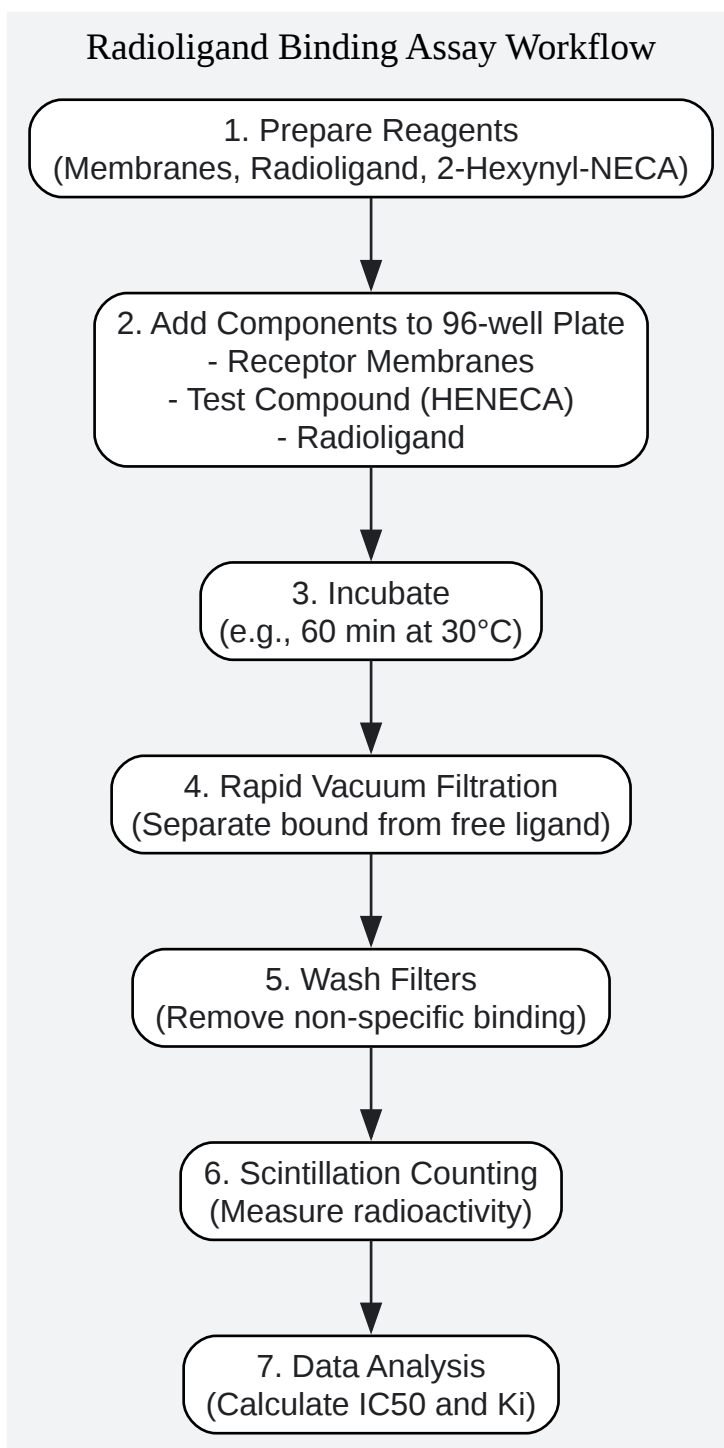 Radioligand Binding Assay Workflow
1. Prepare Reagents
(Membranes, Radioligand, 2-Hexynyl-NECA)
2. Add Components to 96-well Plate
- Receptor Membranes
- Test Compound (HENECA)
- Radioligand
3. Incubate
(e.g., 60 min at 30°C)
4. Rapid Vacuum Filtration
(Separate bound from free ligand)
5. Wash Filters
(Remove non-specific binding)
6. Scintillation Counting
(Measure radioactivity)
7. Data Analysis
(Calculate IC50 and Ki)